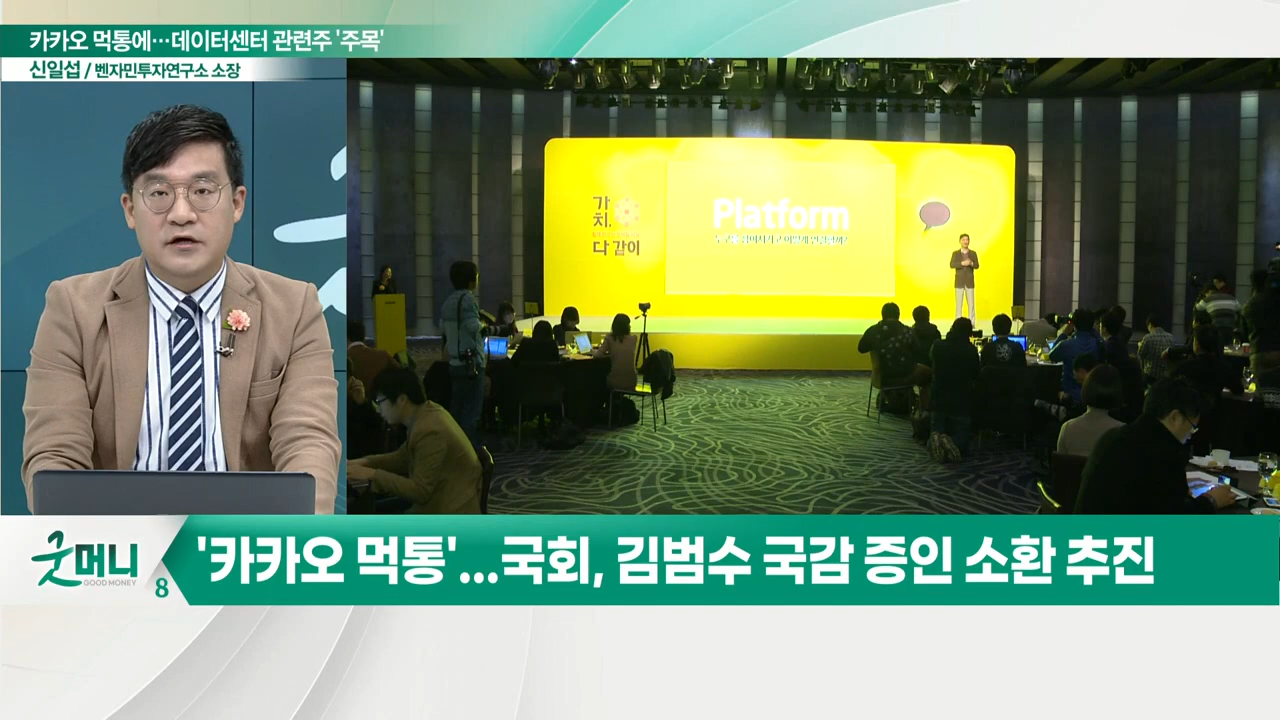 카카오 먹통에…데이터센터 관련주 '주목'
신일섭 / 벤자민투자연구소 소장
가
치.
다 같이
Platform
굿머니
GOOD MONEY
8
'카카오 먹통'...국회, 김범수 국감 증인 소환 추진